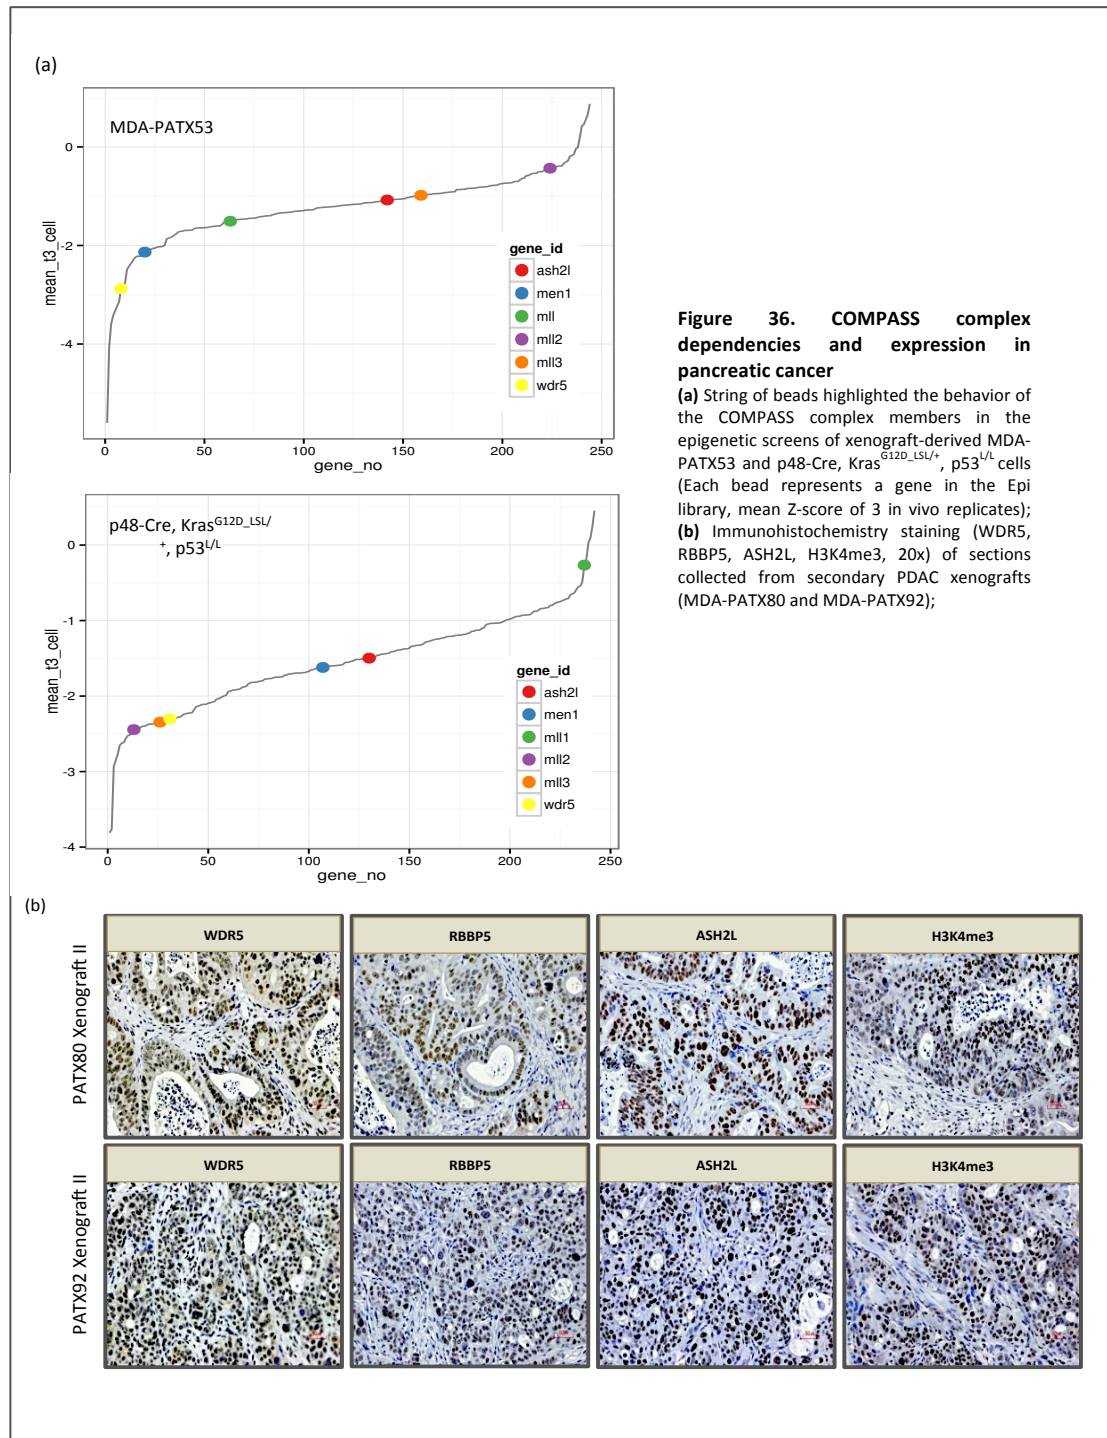 (a)
MDA-PATX53
0
-2
-4
mean_t3_cell
gene_id
ash2l
men1
mll
mll2
mll3
wdr5
0 50 100 150 200 250
gene_no
Figure 36. COMPASS complex
dependencies and expression in
pancreatic cancer
(a) String of beads highlighted the behavior of
the COMPASS complex members in the
epigenetic screens of xenograft-derived MDA-
PATX53 and p48-Cre, Kras^G12D_LSL/+, p53^L/L cells
(Each bead represents a gene in the Epi
library, mean Z-score of 3 in vivo replicates);
(b) Immunohistochemistry staining (WDR5,
RBBP5, ASH2L, H3K4me3, 20x) of sections
collected from secondary PDAC xenografts
(MDA-PATX80 and MDA-PATX92);
p48-Cre, Kras^G12D_LSL/
+, p53^L/L
0
-1
-2
-3
-4
mean_t3_cell
gene_id
ash2l
men1
mll1
mll2
mll3
wdr5
0 50 100 150 200 250
gene_no
(b)
PATX80 Xenograft II
WDR5 RBBP5 ASH2L H3K4me3
PATX92 Xenograft II
WDR5 RBBP5 ASH2L H3K4me3